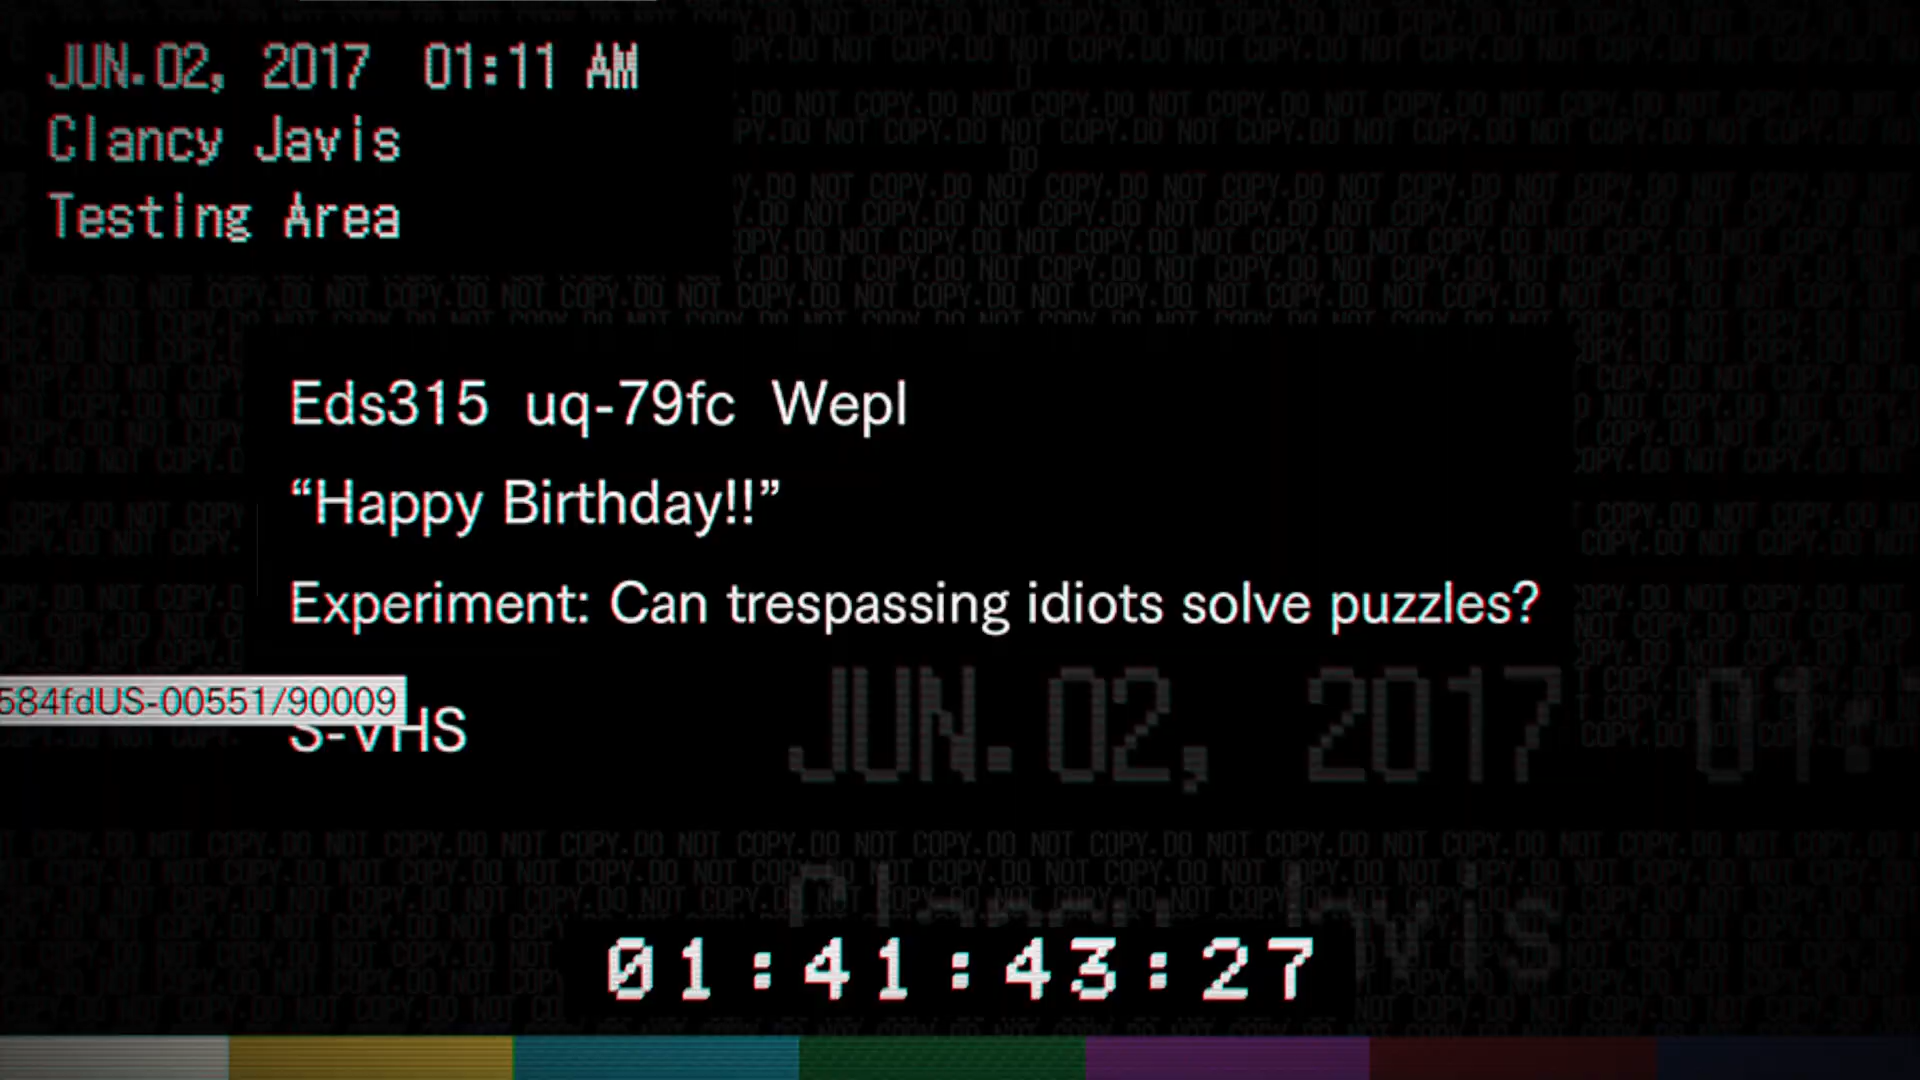 JUN.02, 2017 01:11 AM
Clancy Javis
Testing Area
Eds315 uq-79fc Wepl
“Happy Birthday!!”
Experiment: Can trespassing idiots solve puzzles?
584fdUS-00551/90009
S-VHS
JUN.02, 2017 01:
01:41:43:27